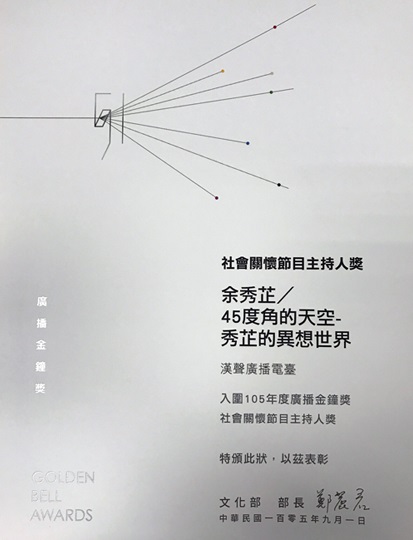 社會關懷節目主持人獎
余秀芷／
45度角的天空-
秀芷的異想世界
漢聲廣播電臺
入圍105年度廣播金鐘獎
社會關懷節目主持人獎
特頒此狀，以茲表彰
文化部 部長 鄭麗君
中華民國一百零五年九月一日
廣播金鐘獎
GOLDEN
BELL
AWARDS